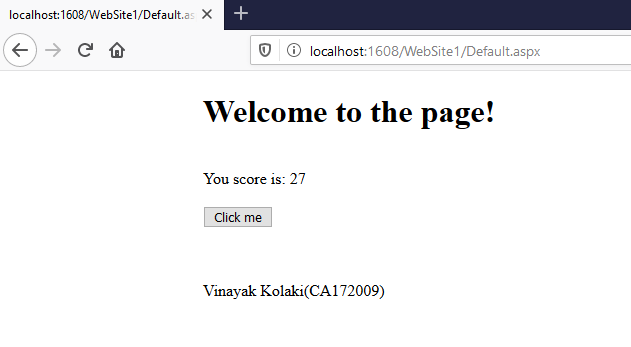 localhost:1608/WebSite1/Default.as
localhost:1608/WebSite1/Default.aspx
Welcome to the page!
You score is: 27
Click me
Vinayak Kolaki(CA172009)